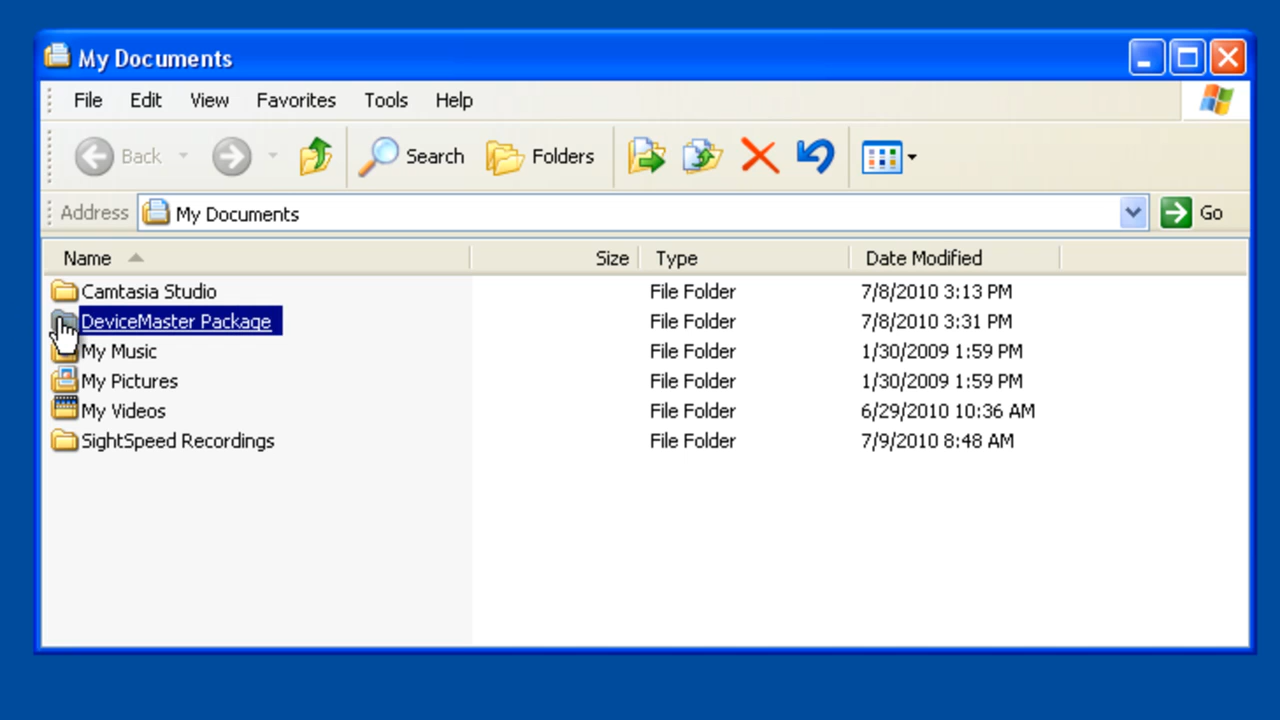 My Documents
File Edit View Favorites Tools Help
Back Search Folders
Address My Documents Go
Name Size Type Date Modified
Camtasia Studio File Folder 7/8/2010 3:13 PM
DeviceMaster Package File Folder 7/8/2010 3:31 PM
My Music File Folder 1/30/2009 1:59 PM
My Pictures File Folder 1/30/2009 1:59 PM
My Videos File Folder 6/29/2010 10:36 AM
SightSpeed Recordings File Folder 7/9/2010 8:48 AM